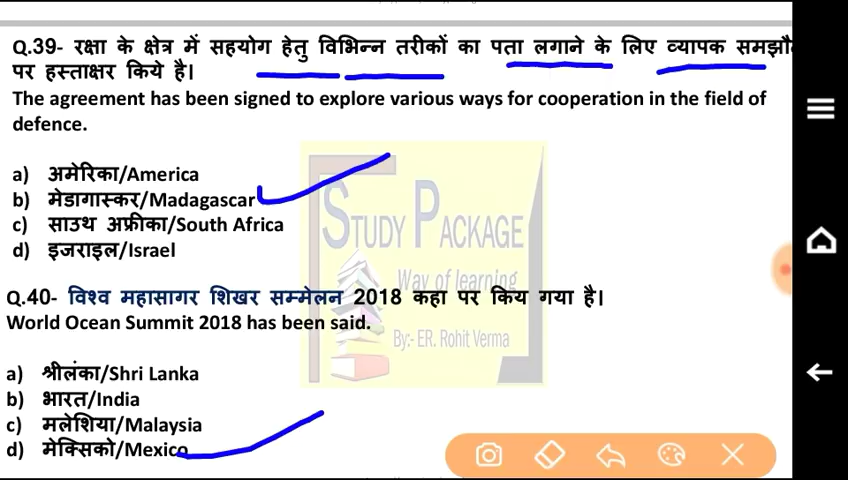 Q.39- रक्षा के क्षेत्र में सहयोग हेतु विभिन्न तरीकों का पता लगाने के लिए व्यापक समझौ
पर हस्ताक्षर किये है।
The agreement has been signed to explore various ways for cooperation in the field of
defence.
a) अमेरिका/America
b) मेडागास्कर/Madagascar
c) साउथ अफ्रीका/South Africa
d) इजराइल/Israel
STUDY PACKAGE
Way of learning
By:- ER. Rohit Verma
Q.40- विश्व महासागर शिखर सम्मेलन 2018 कहा पर किय गया है।
World Ocean Summit 2018 has been said.
a) श्रीलंका/Shri Lanka
b) भारत/India
c) मलेशिया/Malaysia
d) मेक्सिको/Mexico